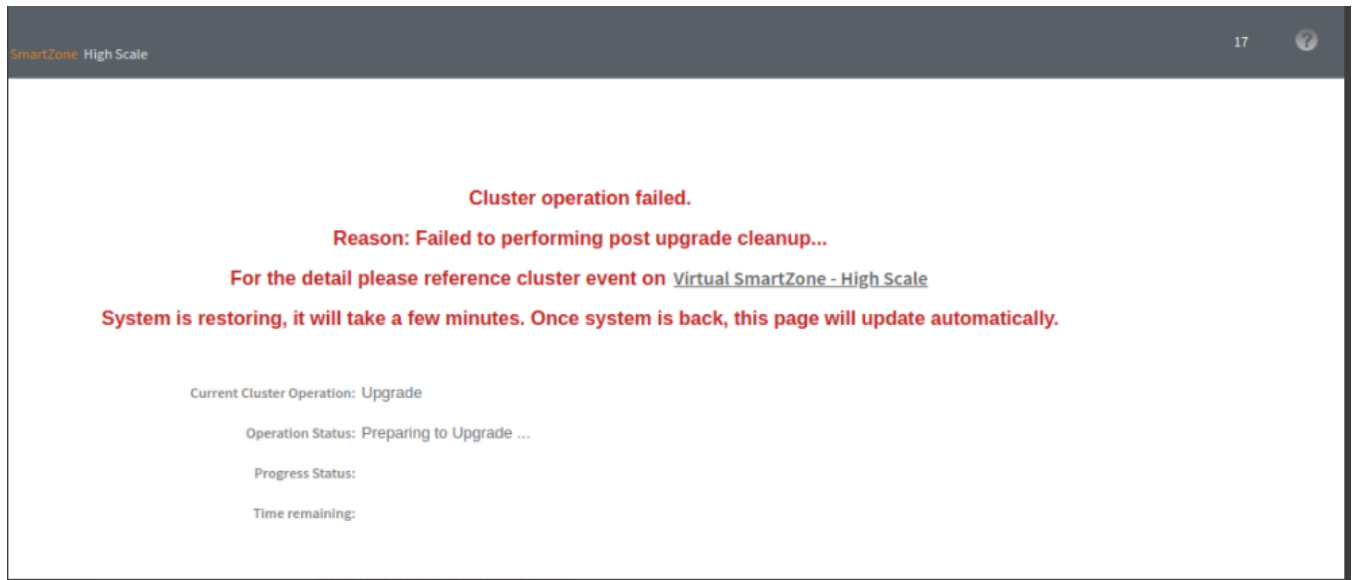 SmartZone High Scale
17
?
Cluster operation failed.
Reason: Failed to performing post upgrade cleanup...
For the detail please reference cluster event on Virtual SmartZone - High Scale
System is restoring, it will take a few minutes. Once system is back, this page will update automatically.
Current Cluster Operation: Upgrade
Operation Status: Preparing to Upgrade ...
Progress Status:
Time remaining: